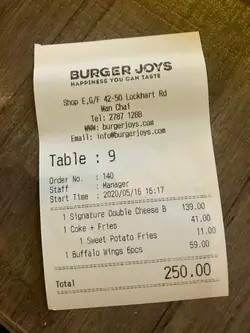 BURGER JOYS
HAPPINESS YOU CAN TASTE
Shop E,G/F 42-50 Lockhart Rd
Wan Chai
Tel: 2787 1288
WWW: burgerjoys.com
Email: info@burgerjoys.com
Table : 9
Order No. : 140
Staff : Manager
Start Time : 2020/05/16 16:17
1 Signature Double Cheese B 139.00
1 Coke + Fries 41.00
1 Sweet Potato Fries 11.00
1 Buffalo Wings 6pcs 59.00
250.00
Total